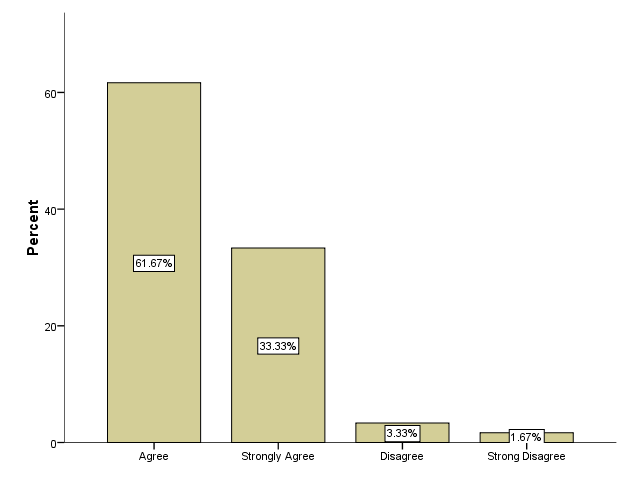 Percent
60
40
20
0
61.67%
33.33%
3.33%
1.67%
Agree
Strongly Agree
Disagree
Strong Disagree